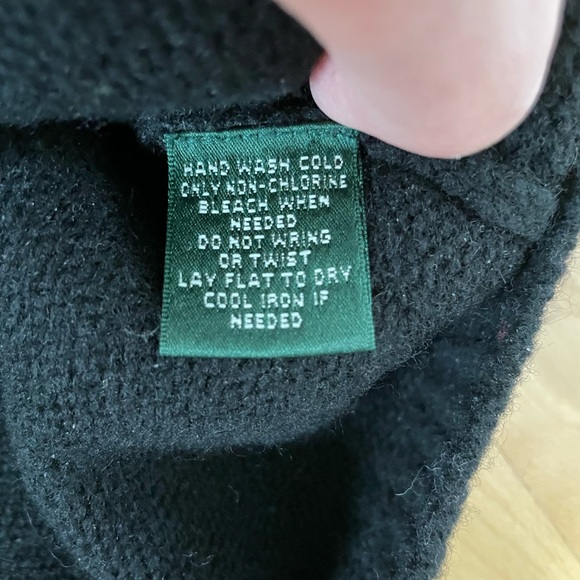 HAND WASH COLD
ONLY NON-CHLORINE
BLEACH WHEN
NEEDED
DO NOT WRING
OR TWIST
LAY FLAT TO DRY
COOL IRON IF
NEEDED